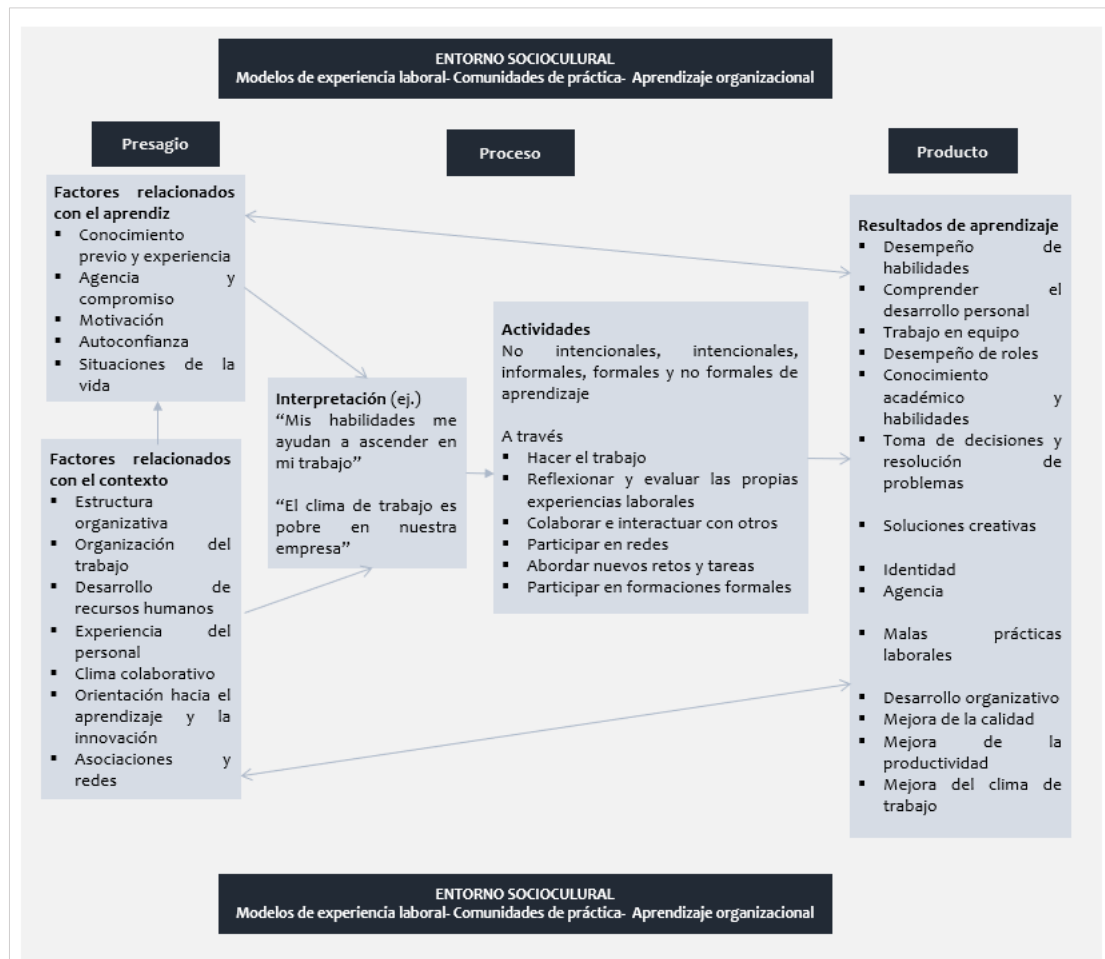 ENTORNO SOCIOCULURAL
Modelos de experiencia laboral- Comunidades de práctica- Aprendizaje organizacional
Presagio
Proceso
Producto
Factores relacionados
con el aprendiz
▪ Conocimiento
previo y experiencia
▪ Agencia y
compromiso
▪ Motivación
▪ Autoconfianza
▪ Situaciones de la
vida
Factores relacionados
con el contexto
▪ Estructura
organizativa
▪ Organización del
trabajo
▪ Desarrollo de
recursos humanos
▪ Experiencia del
personal
▪ Clima colaborativo
▪ Orientación hacia el
aprendizaje y la
innovación
▪ Asociaciones y
redes
Interpretación (ej.)
“Mis habilidades me
ayudan a ascender en
mi trabajo”
“El clima de trabajo es
pobre en nuestra
empresa”
Actividades
No intencionales, intencionales,
informales, formales y no formales de
aprendizaje
A través
▪ Hacer el trabajo
▪ Reflexionar y evaluar las propias
experiencias laborales
▪ Colaborar e interactuar con otros
▪ Participar en redes
▪ Abordar nuevos retos y tareas
▪ Participar en formaciones formales
Resultados de aprendizaje
▪ Desempeño de
habilidades
▪ Comprender el
desarrollo personal
▪ Trabajo en equipo
▪ Desempeño de roles
▪ Conocimiento
académico y
habilidades
▪ Toma de decisiones y
resolución de
problemas
▪ Soluciones creativas
▪ Identidad
▪ Agencia
▪ Malas prácticas
laborales
▪ Desarrollo organizativo
▪ Mejora de la calidad
▪ Mejora de la
productividad
▪ Mejora del clima de
trabajo
ENTORNO SOCIOCULURAL
Modelos de experiencia laboral- Comunidades de práctica- Aprendizaje organizacional